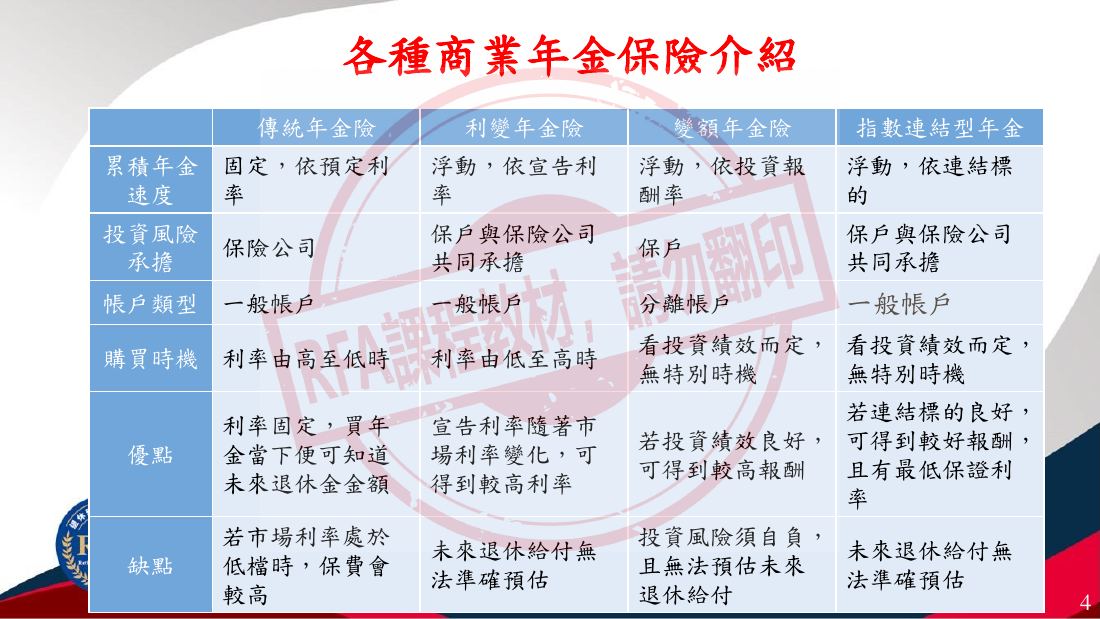 各種商業年金保險介紹
傳統年金險 利變年金險 變額年金險 指數連結型年金
累積年金
速度
固定，依預定利
率
浮動，依宣告利
率
浮動，依投資報
酬率
浮動，依連結標
的
投資風險
承擔
保險公司
保戶與保險公司
共同承擔
保戶
保戶與保險公司
共同承擔
帳戶類型 一般帳戶 一般帳戶 分離帳戶 一般帳戶
購買時機
利率由高至低時
利率由低至高時
看投資績效而定，
無特別時機
看投資績效而定，
無特別時機
優點
利率固定，買年
金當下便可知道
未來退休金金額
宣告利率隨著市
場利率變化，可
得到較高利率
若投資績效良好，
可得到較高報酬
若連結標的良好，
可得到較好報酬，
且有最低保證利
率
缺點
若市場利率處於
低檔時，保費會
較高
未來退休給付無
法準確預估
投資風險須自負，
且無法預估未來
退休給付
未來退休給付無
法準確預估
RFA課程教材，請勿翻印
4